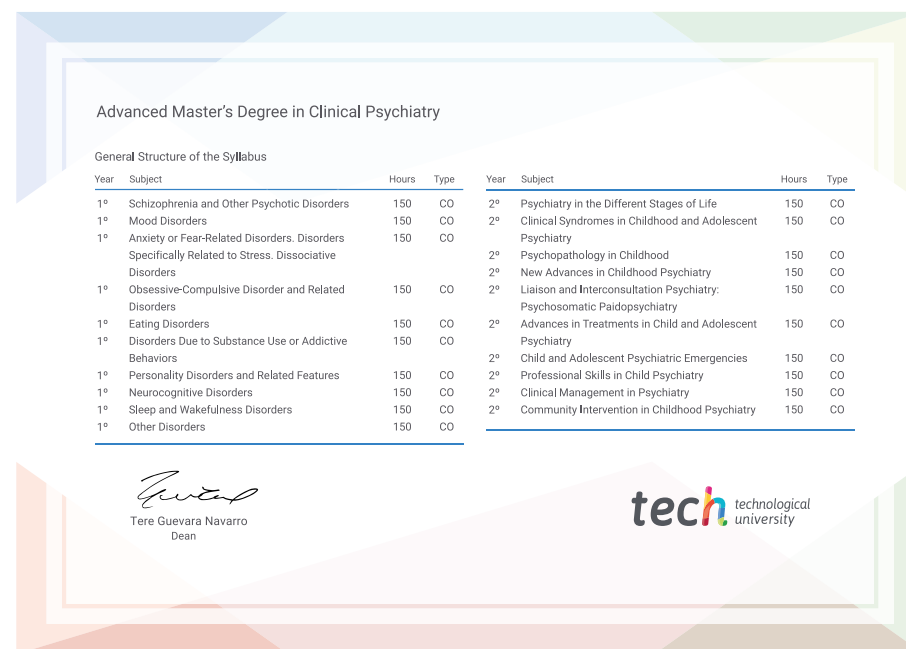 Advanced Master's Degree in Clinical Psychiatry
General Structure of the Syllabus
Year Subject Hours Type
1º Schizophrenia and Other Psychotic Disorders 150 CO
1º Mood Disorders 150 CO
1º Anxiety or Fear-Related Disorders. Disorders 150 CO
Specifically Related to Stress. Dissociative
Disorders
1º Obsessive-Compulsive Disorder and Related 150 CO
Disorders
1º Eating Disorders 150 CO
1º Disorders Due to Substance Use or Addictive 150 CO
Behaviors
1º Personality Disorders and Related Features 150 CO
1º Neurocognitive Disorders 150 CO
1º Sleep and Wakefulness Disorders 150 CO
1º Other Disorders 150 CO
Year Subject Hours Type
2º Psychiatry in the Different Stages of Life 150 CO
2º Clinical Syndromes in Childhood and Adolescent 150 CO
Psychiatry
2º Psychopathology in Childhood 150 CO
2º New Advances in Childhood Psychiatry 150 CO
2º Liaison and Interconsultation Psychiatry: 150 CO
Psychosomatic Paidopsychiatry
2º Advances in Treatments in Child and Adolescent 150 CO
Psychiatry
2º Child and Adolescent Psychiatric Emergencies 150 CO
2º Professional Skills in Child Psychiatry 150 CO
2º Clinical Management in Psychiatry 150 CO
2º Community Intervention in Childhood Psychiatry 150 CO
Tere Guevara Navarro
Dean
tech technological
university